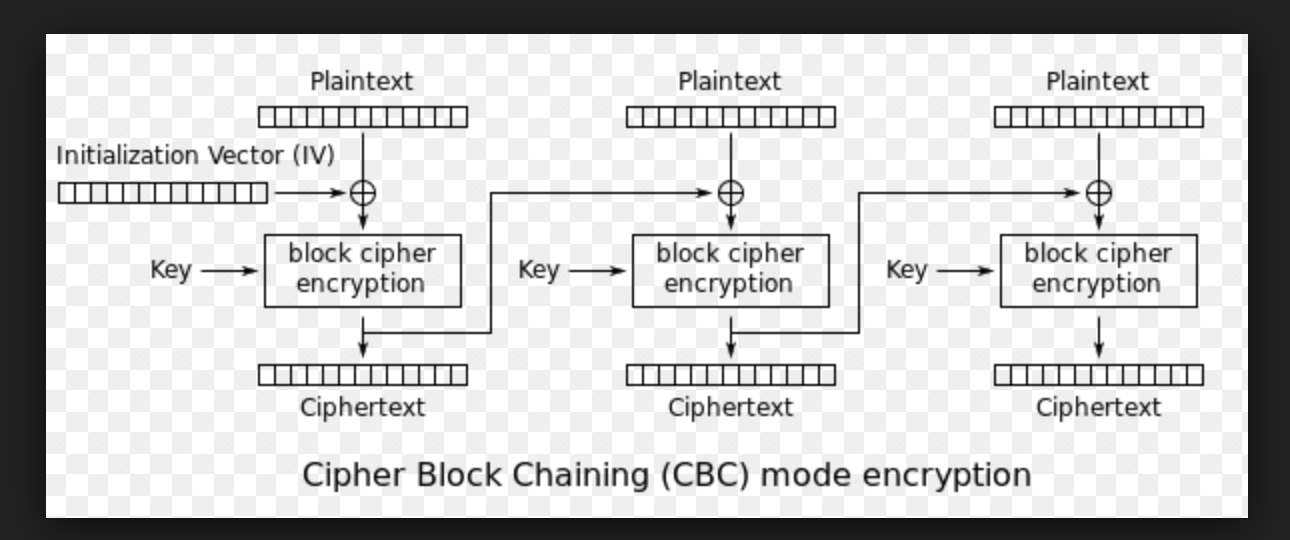 Plaintext
Plaintext
Plaintext
Initialization Vector (IV)
block cipher
encryption
Key
block cipher
encryption
Key
block cipher
encryption
Key
Ciphertext
Ciphertext
Ciphertext
Cipher Block Chaining (CBC) mode encryption